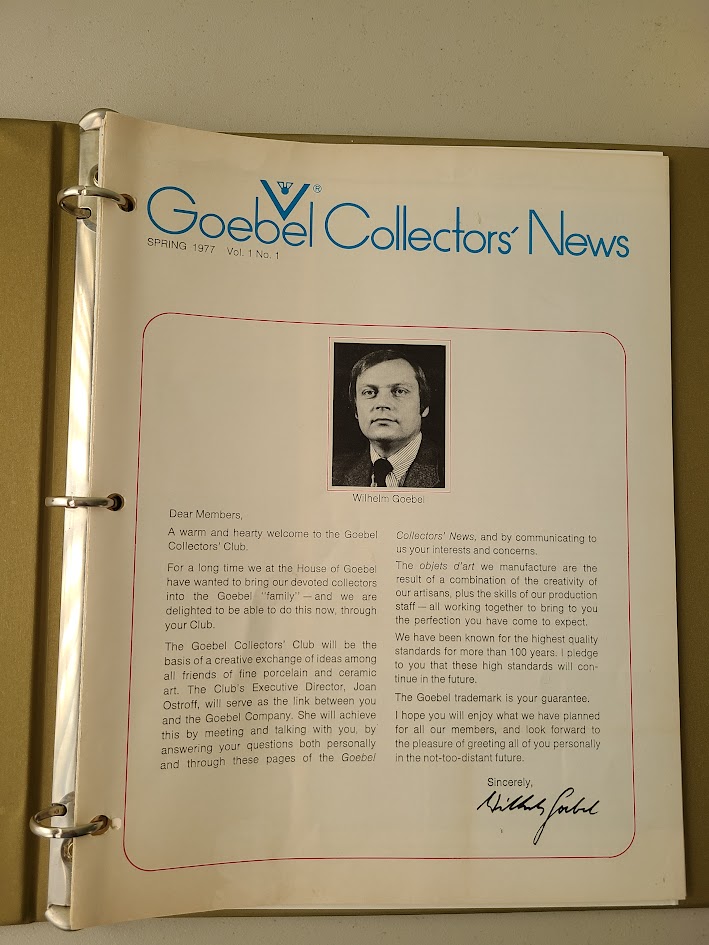 Goebel Collectors' News
®
SPRING 1977 Vol. 1 No. 1
Wilhelm Goebel
Dear Members,
A warm and hearty welcome to the Goebel
Collectors' Club.
For a long time we at the House of Goebel
have wanted to bring our devoted collectors
into the Goebel "family" — and we are
delighted to be able to do this now, through
your Club.
The Goebel Collectors' Club will be the
basis of a creative exchange of ideas among
all friends of fine porcelain and ceramic
art. The Club's Executive Director, Joan
Ostroff, will serve as the link between you
and the Goebel Company. She will achieve
this by meeting and talking with you, by
answering your questions both personally
and through these pages of the Goebel
Collectors' News, and by communicating to
us your interests and concerns.
The objets d'art we manufacture are the
result of a combination of the creativity of
our artisans, plus the skills of our production
staff — all working together to bring to you
the perfection you have come to expect.
We have been known for the highest quality
standards for more than 100 years. I pledge
to you that these high standards will con-
tinue in the future.
The Goebel trademark is your guarantee.
I hope you will enjoy what we have planned
for all our members, and look forward to
the pleasure of greeting all of you personally
in the not-too-distant future.
Sincerely,
Wilhelm Goebel